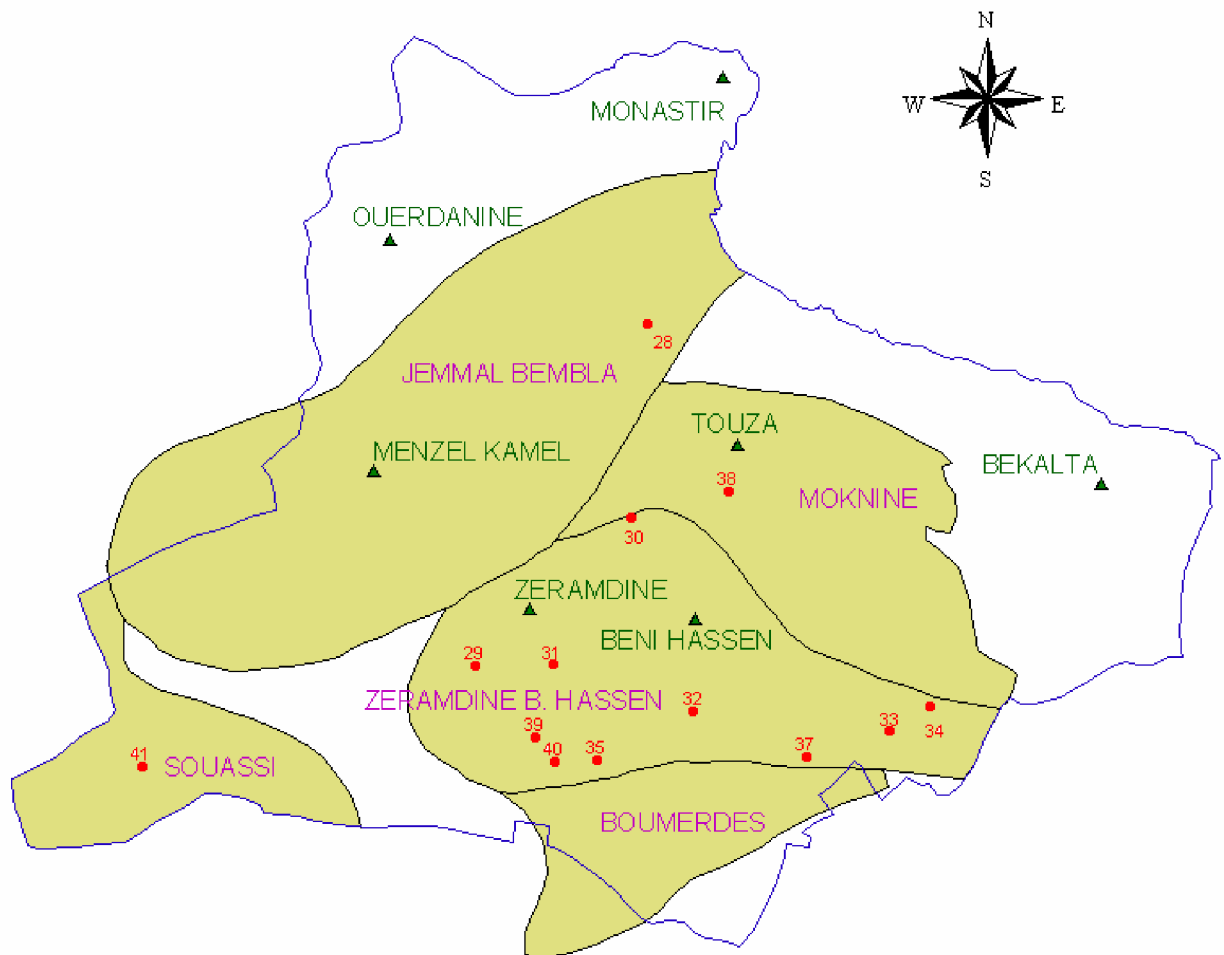 N
MONASTIR
W
E
S
OUERDANINE
28
JEMMAL BEMBLA
TOUZA
MENZEL KAMEL
BEKALTA
38
MOKNINE
30
ZERAMDINE
BENI HASSEN
29
31
ZERAMDINE B. HASSEN
32
34
33
39
35
37
40
41
SOUASSI
BOUMERDES